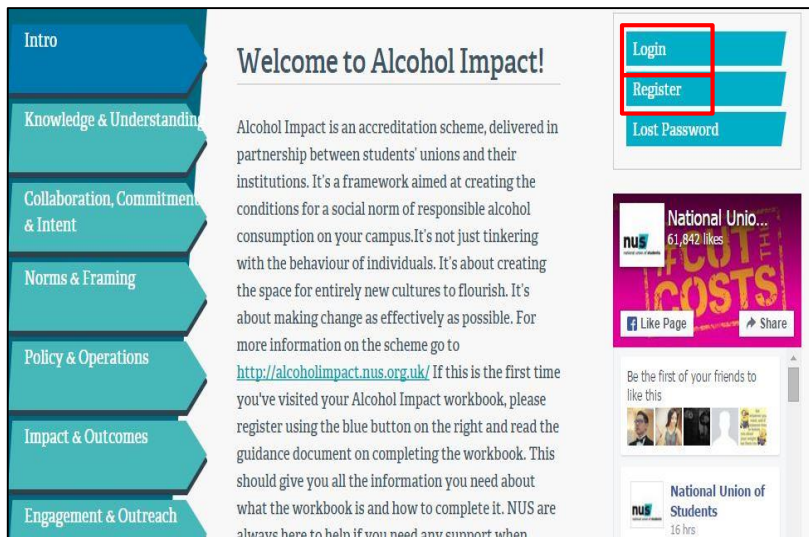 Intro
Knowledge & Understanding
Collaboration, Commitmen
& Intent
Norms & Framing
Policy & Operations
Impact & Outcomes
Engagement & Outreach
Welcome to Alcohol Impact!
Alcohol Impact is an accreditation scheme, delivered in
partnership between students' unions and their
institutions. It's a framework aimed at creating the
conditions for a social norm of responsible alcohol
consumption on your campus.It's not just tinkering
with the behaviour of individuals. It's about creating
the space for entirely new cultures to flourish. It's
about making change as effectively as possible. For
more information on the scheme go to
http://alcoholimpact.nus.org.uk/ If this is the first time
you've visited your Alcohol Impact workbook, please
register using the blue button on the right and read the
guidance document on completing the workbook. This
should give you all the information you need about
what the workbook is and how to complete it. NUS are
always here to help if you need any support when
Login
Register
Lost Password
nus
national union of students
National Unio...
61,842 likes
#CUT
THE
COSTS
Like Page
Share
Be the first of your friends to
like this
nus
National Union of
Students
16 hrs